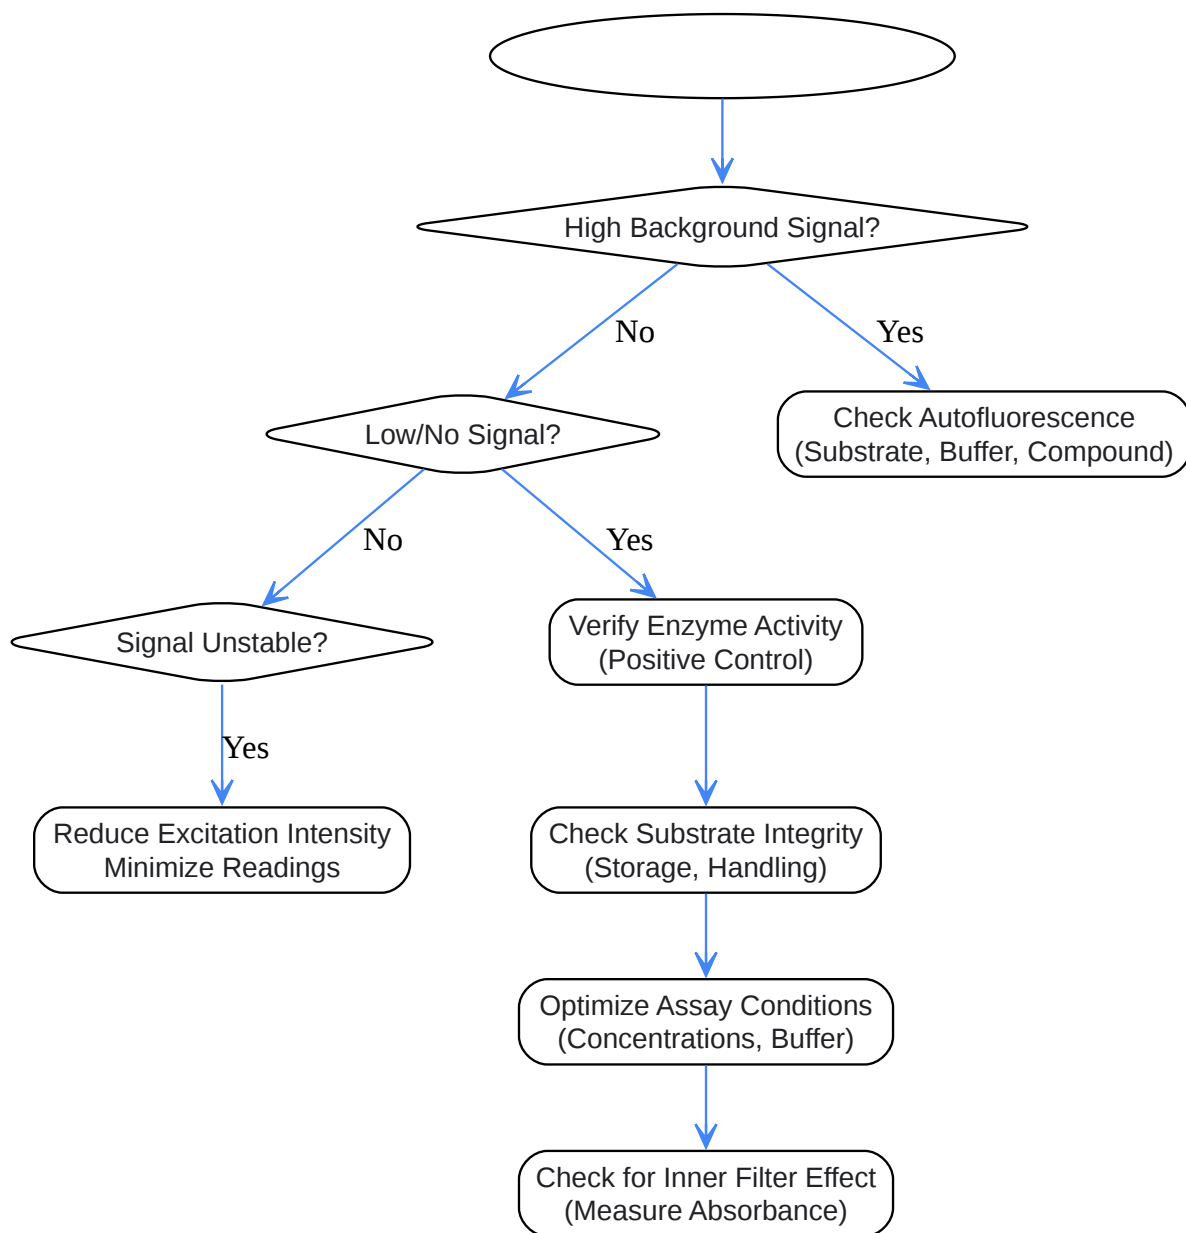 High Background Signal?
No
Yes
Low/No Signal?
Check Autofluorescence
(Substrate, Buffer, Compound)
No
Yes
Signal Unstable?
Verify Enzyme Activity
(Positive Control)
Yes
Reduce Excitation Intensity
Minimize Readings
Check Substrate Integrity
(Storage, Handling)
Optimize Assay Conditions
(Concentrations, Buffer)
Check for Inner Filter Effect
(Measure Absorbance)